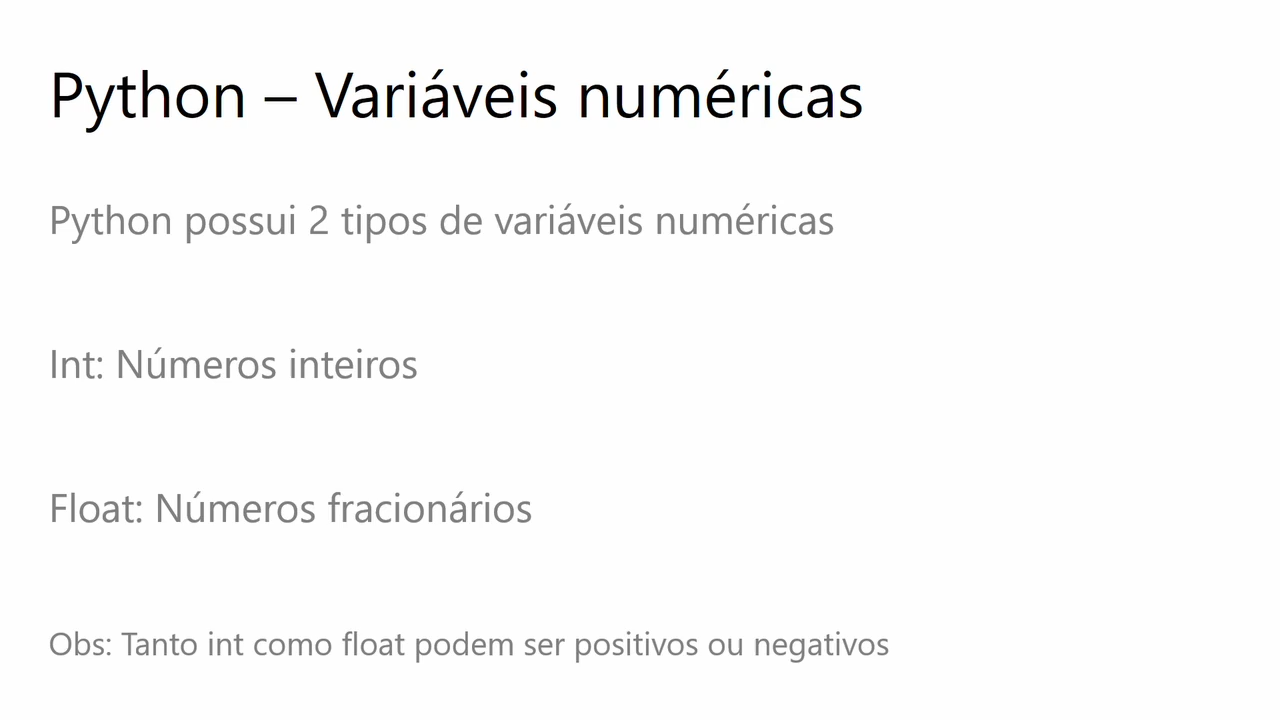 Python – Variáveis numéricas
Python possui 2 tipos de variáveis numéricas
Int: Números inteiros
Float: Números fracionários
Obs: Tanto int como float podem ser positivos ou negativos